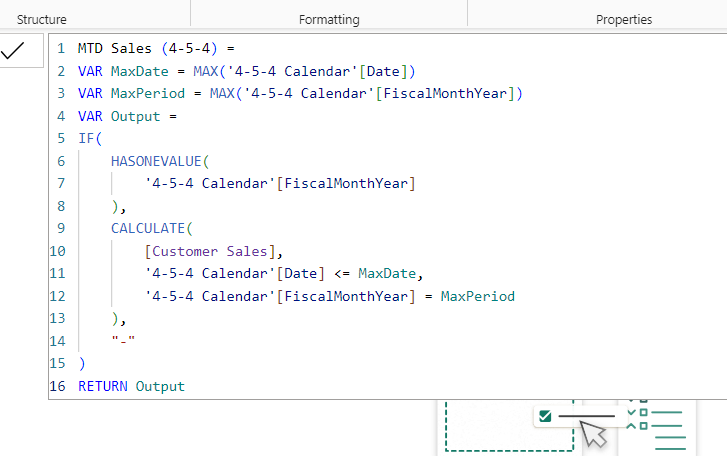 Structure Formatting Properties
1 MTD Sales (4-5-4) =
2 VAR MaxDate = MAX('4-5-4 Calendar'[Date])
3 VAR MaxPeriod = MAX('4-5-4 Calendar'[FiscalMonthYear])
4 VAR Output =
5 IF(
6 HASONEVALUE(
7 '4-5-4 Calendar'[FiscalMonthYear]
8 ),
9 CALCULATE(
10 [Customer Sales],
11 '4-5-4 Calendar'[Date] <= MaxDate,
12 '4-5-4 Calendar'[FiscalMonthYear] = MaxPeriod
13 ),
14 "-"
15 )
16 RETURN Output